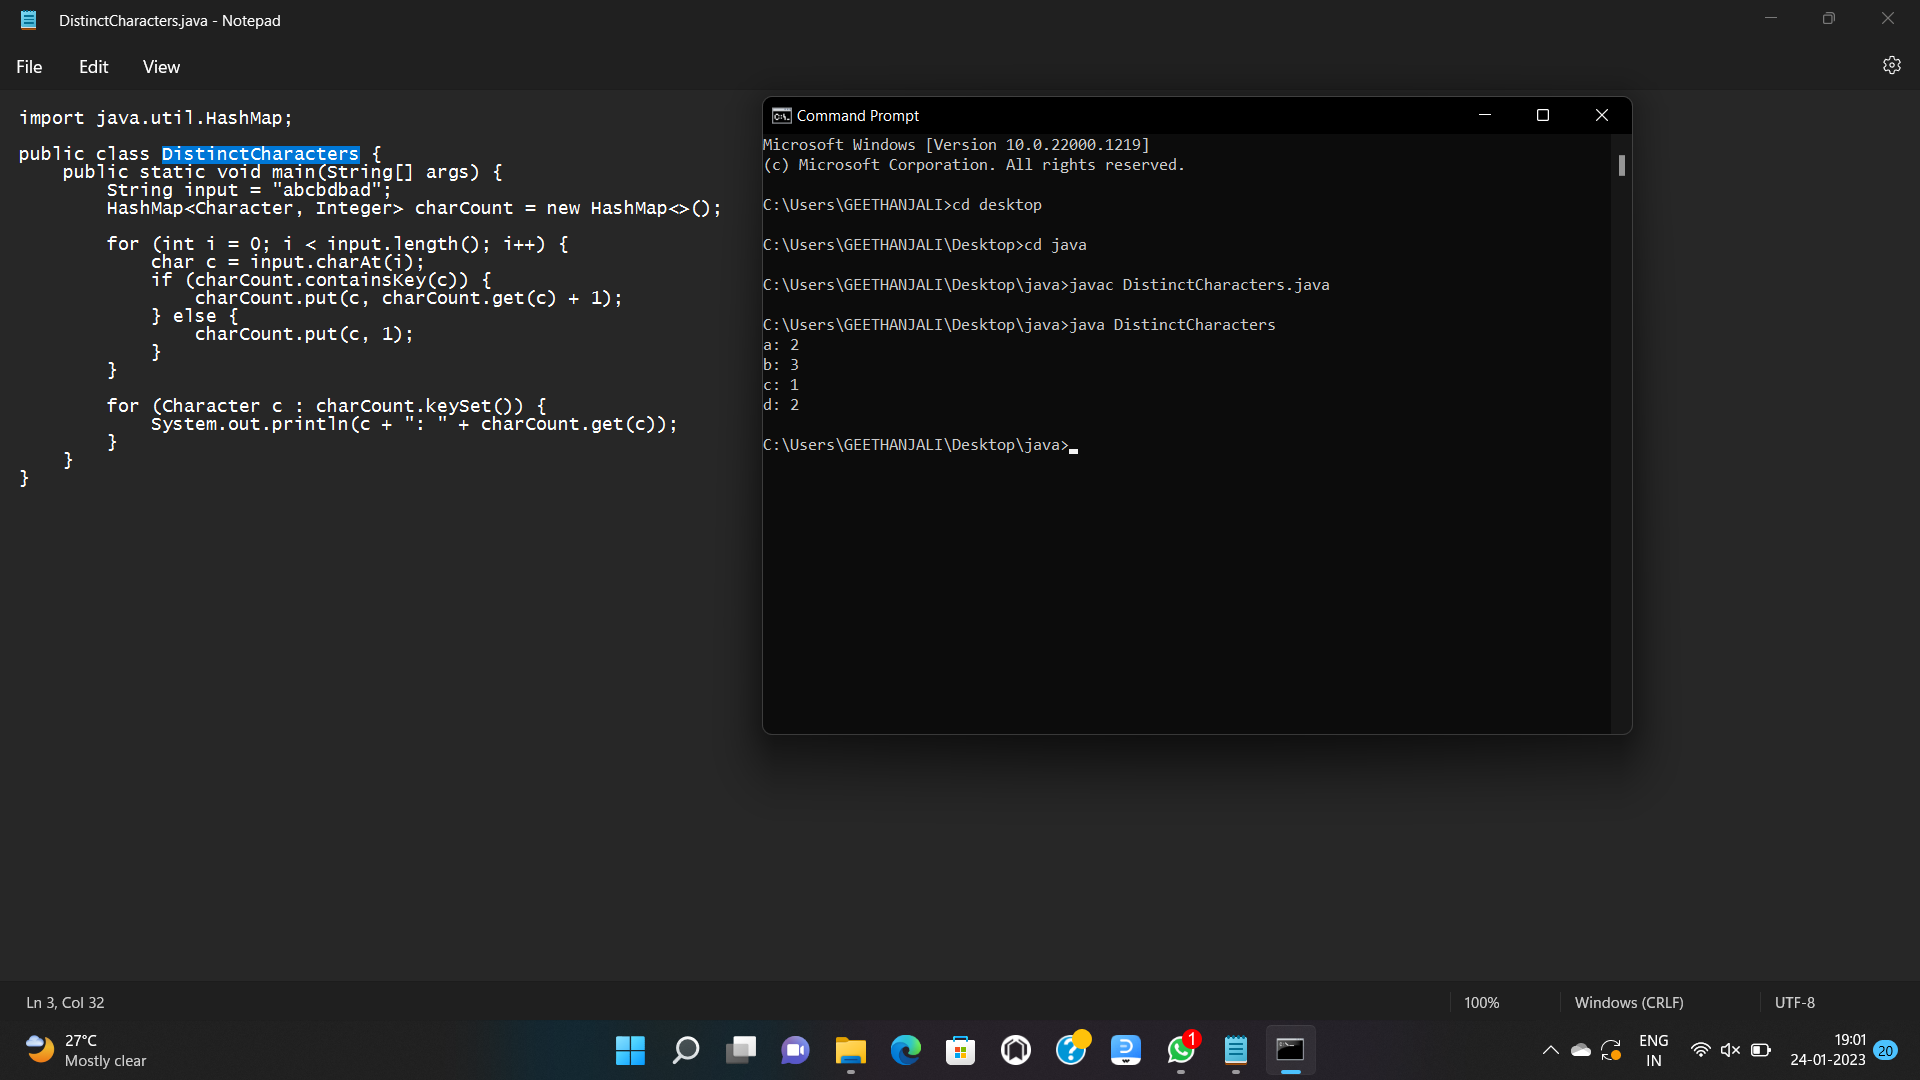 DistinctCharacters.java - Notepad
File Edit View
import java.util.HashMap;
public class DistinctCharacters {
public static void main(String[] args) {
String input = "abcbdbad";
HashMap<Character, Integer> charCount = new HashMap<>();
for (int i = 0; i < input.length(); i++) {
char c = input.charAt(i);
if (charCount.containsKey(c)) {
charCount.put(c, charCount.get(c) + 1);
} else {
charCount.put(c, 1);
}
}
for (Character c : charCount.keySet()) {
System.out.println(c + ": " + charCount.get(c));
}
}
}
Command Prompt
Microsoft Windows [Version 10.0.22000.1219]
(c) Microsoft Corporation. All rights reserved.
C:\Users\GEETHANJALI>cd desktop
C:\Users\GEETHANJALI\Desktop>cd java
C:\Users\GEETHANJALI\Desktop\java>javac DistinctCharacters.java
C:\Users\GEETHANJALI\Desktop\java>java DistinctCharacters
a: 2
b: 3
c: 1
d: 2
C:\Users\GEETHANJALI\Desktop\java>
Ln 3, Col 32 100% Windows (CRLF) UTF-8
27°C
Mostly clear
1
ENG
IN
19:01
24-01-2023
20